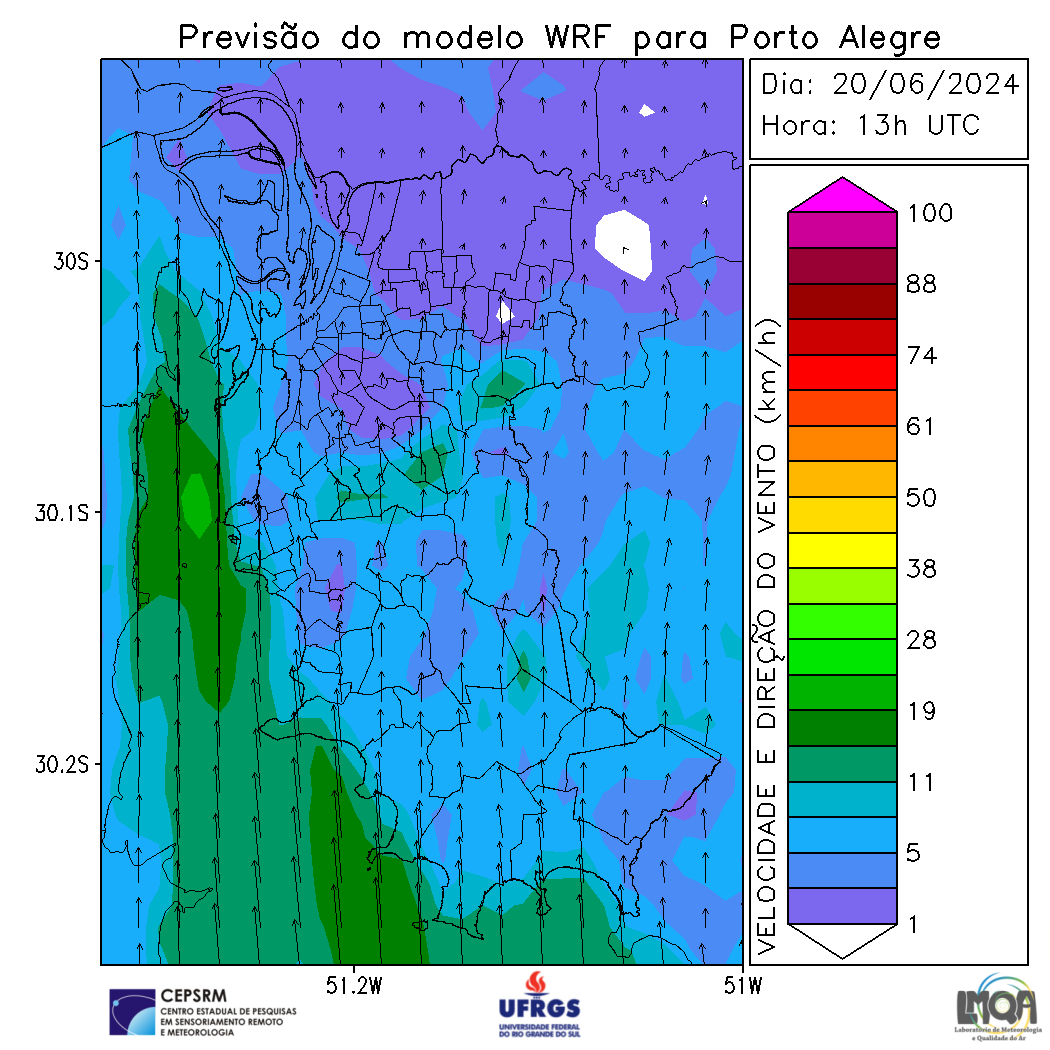 Previsão do modelo WRF para Porto Alegre
Dia: 20/06/2024
Hora: 13h UTC
30S
30.1S
30.2S
51.2W
51W
VELOCIDADE E DIREÇÃO DO VENTO (km/h)
100
88
74
61
50
38
28
19
11
5
1
CEPSRM
CENTRO ESTADUAL DE PESQUISAS
EM SENSORIAMENTO REMOTO
E METEOROLOGIA
UFRGS
UNIVERSIDADE FEDERAL
DO RIO GRANDE DO SUL
LMQA
Laboratório de Meteorologia
e Qualidade do Ar